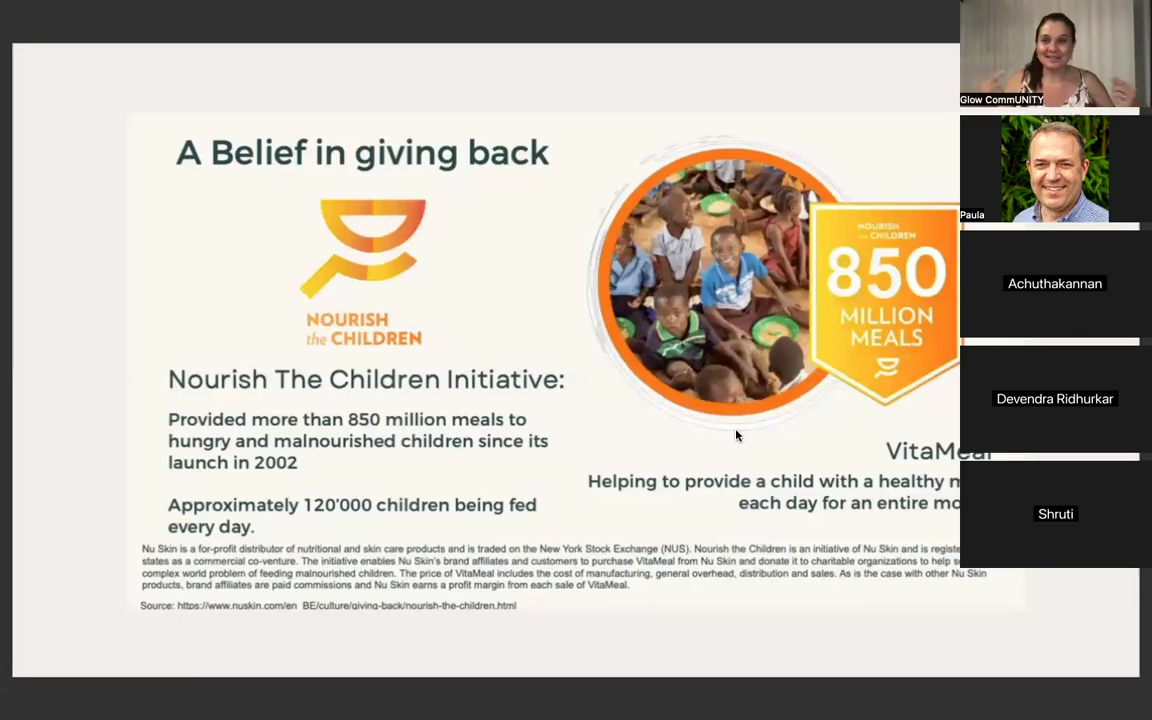 A Belief in giving back
NOURISH
the CHILDREN
Nourish The Children Initiative:
Provided more than 850 million meals to
hungry and malnourished children since its
launch in 2002
Approximately 120'000 children being fed
every day.
NOURISH
the CHILDREN
850
MILLION
MEALS
VitaMeal
Helping to provide a child with a healthy
each day for an entire
Nu Skin is a for-profit distributor of nutritional and skin care products and is traded on the New York Stock Exchange (NUS). Nourish the Children is an initiative of Nu Skin and is
states as a commercial co-venture. The initiative enables Nu Skin's brand affiliates and customers to purchase VitaMeal from Nu Skin and donate it to charitable organizations to help
complex world problem of feeding malnourished children. The price of VitaMeal includes the cost of manufacturing, general overhead, distribution and sales. As is the case with other Nu Skin
products, brand affiliates are paid commissions and Nu Skin earns a profit margin from each sale of VitaMeal.
Source: https://www.nuskin.com/en_BE/culture/giving-back/nourish-the-children.html
Glow CommUNITY
Paula
Achuthakannan
Devendra Ridhurkar
Shruti